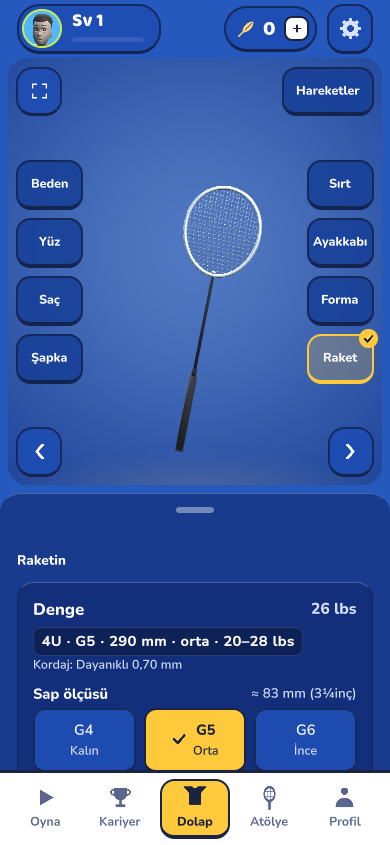 Sv 1
0
Hareketler
Beden
Sırt
Yüz
Ayakkabı
Saç
Forma
Şapka
Raket
Raketin
Denge
26 lbs
4U · G5 · 290 mm · orta · 20–28 lbs
Kordaj: Dayanıklı 0,70 mm
Sap ölçüsü
≈ 83 mm (3¼inç)
G4
Kalın
G5
Orta
G6
İnce
Oyna
Kariyer
Dolap
Atölye
Profil